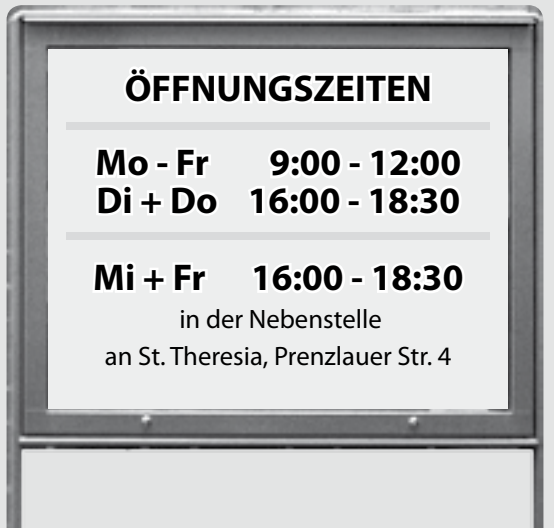 ÖFFNUNGSZEITEN
Mo - Fr 9:00 - 12:00
Di + Do 16:00 - 18:30
Mi + Fr 16:00 - 18:30
in der Nebenstelle
an St. Theresia, Prenzlauer Str. 4